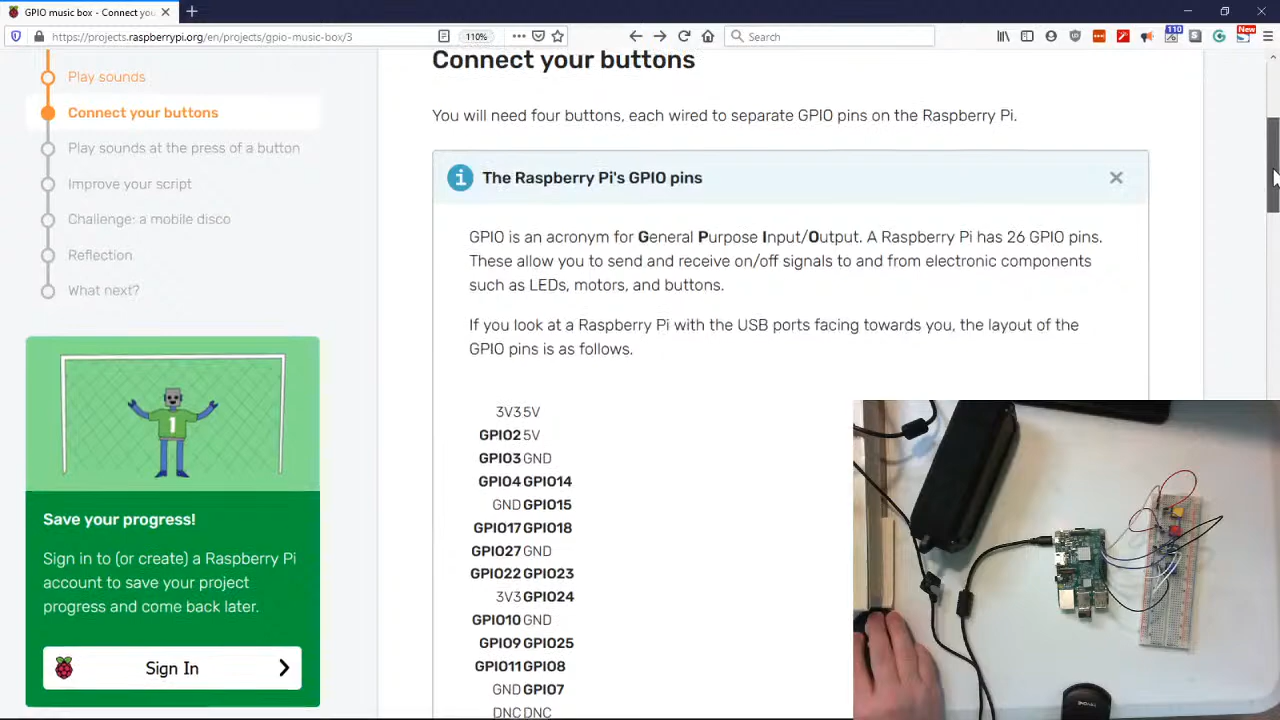 GPIO music box - Connect you
https://projects.raspberrypi.org/en/projects/gpio-music-box/3
110%
Search
110
New
Play sounds
Connect your buttons
Play sounds at the press of a button
Improve your script
Challenge: a mobile disco
Reflection
What next?
1
Save your progress!
Sign in to (or create) a Raspberry Pi
account to save your project
progress and come back later.
Sign In
Connect your buttons
You will need four buttons, each wired to separate GPIO pins on the Raspberry Pi.
The Raspberry Pi's GPIO pins
GPIO is an acronym for General Purpose Input/Output. A Raspberry Pi has 26 GPIO pins.
These allow you to send and receive on/off signals to and from electronic components
such as LEDs, motors, and buttons.
If you look at a Raspberry Pi with the USB ports facing towards you, the layout of the
GPIO pins is as follows.
3V3 5V
GPIO2 5V
GPIO3 GND
GPIO4 GPIO14
GND GPIO15
GPIO17 GPIO18
GPIO27 GND
GPIO22 GPIO23
3V3 GPIO24
GPIO10 GND
GPIO9 GPIO25
GPIO11 GPIO8
GND GPIO7
DNC DNC